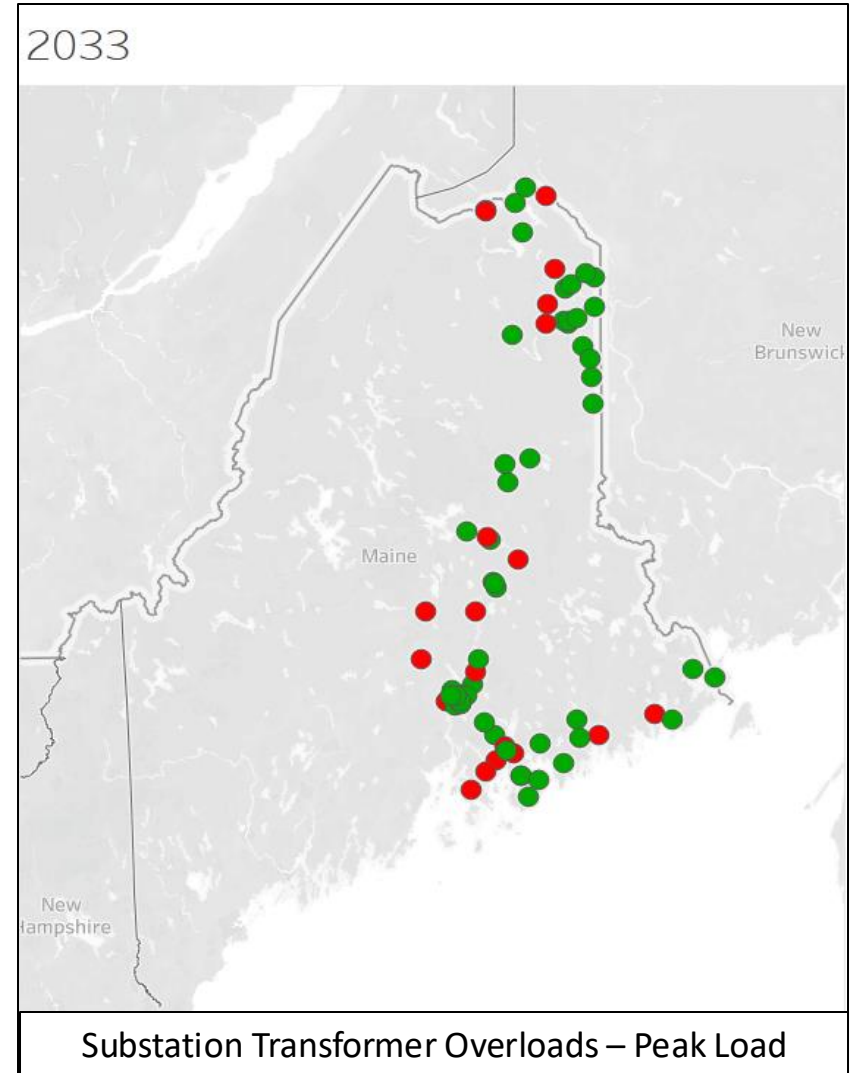 2033
New
Brunswick
Maine
New
Hampshire
Substation Transformer Overloads – Peak Load